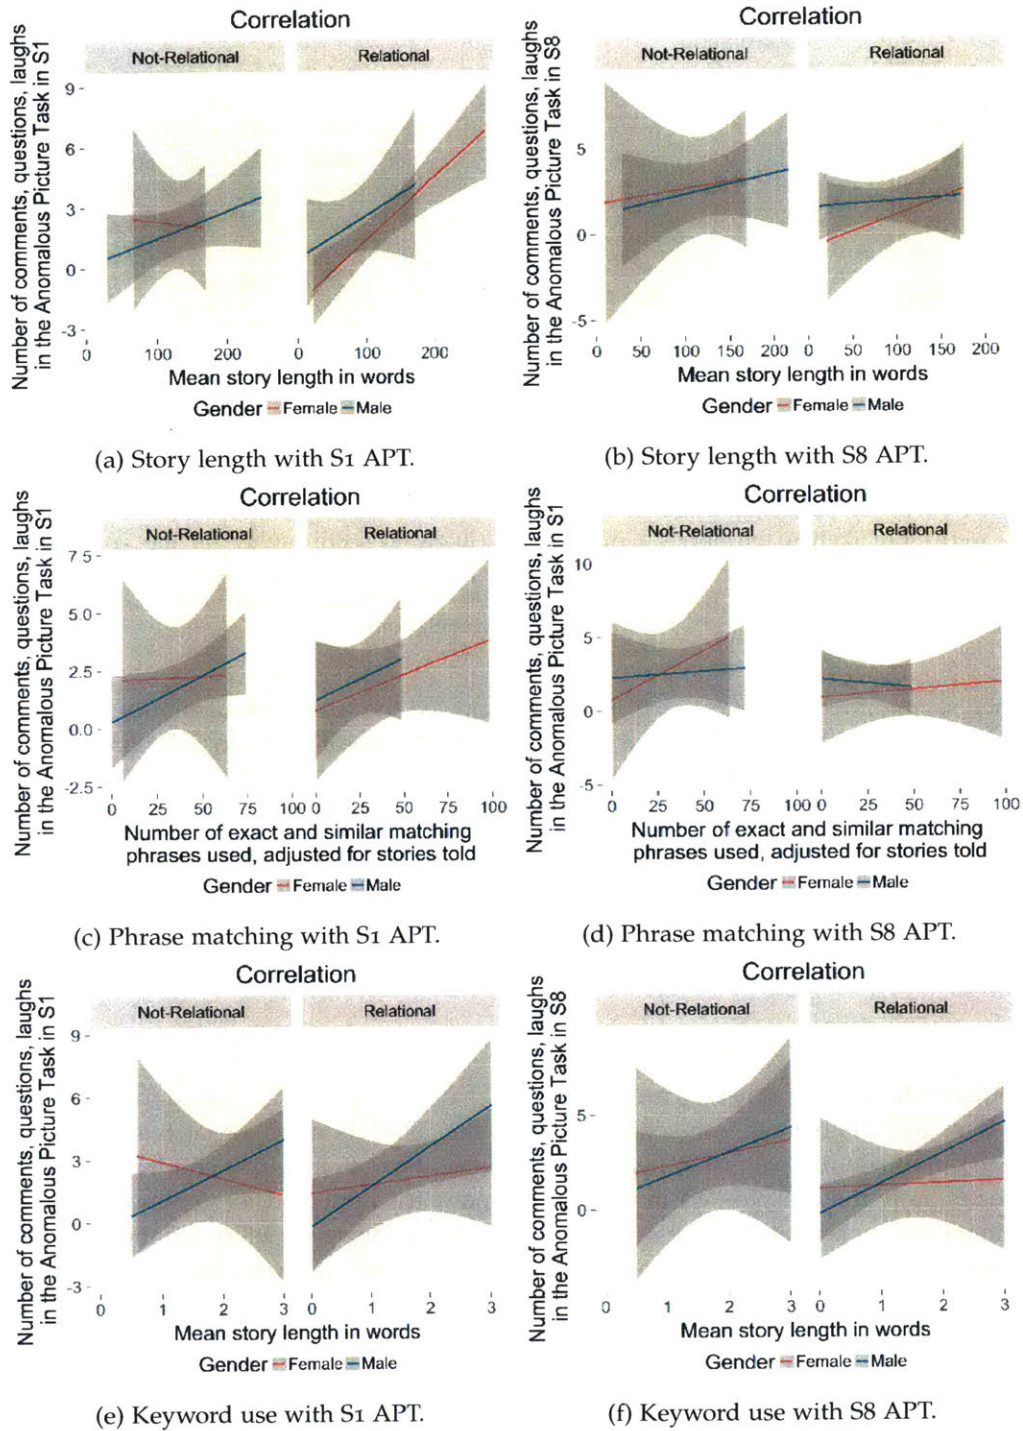 Correlation
Not-Relational Relational
Number of comments, questions, laughs
in the Anomalous Picture Task in S1
9
6
3
0
-3
0 100 200 0 100 200
Mean story length in words
Gender Female Male
(a) Story length with S1 APT.
Correlation
Not-Relational Relational
Number of comments, questions, laughs
in the Anomalous Picture Task in S8
5
0
-5
0 50 100 150 200 0 50 100 150 200
Mean story length in words
Gender Female Male
(b) Story length with S8 APT.
Correlation
Not-Relational Relational
Number of comments, questions, laughs
in the Anomalous Picture Task in S1
7.5
5.0
2.5
0.0
-2.5
0 25 50 75 100 0 25 50 75 100
Number of exact and similar matching
phrases used, adjusted for stories told
Gender Female Male
(c) Phrase matching with S1 APT.
Correlation
Not-Relational Relational
Number of comments, questions, laughs
in the Anomalous Picture Task in S1
10
5
0
-5
0 25 50 75 100 0 25 50 75 100
Number of exact and similar matching
phrases used, adjusted for stories told
Gender Female Male
(d) Phrase matching with S8 APT.
Correlation
Not-Relational Relational
Number of comments, questions, laughs
in the Anomalous Picture Task in S1
9
6
3
0
-3
0 1 2 3 0 1 2 3
Mean story length in words
Gender Female Male
(e) Keyword use with S1 APT.
Correlation
Not-Relational Relational
Number of comments, questions, laughs
in the Anomalous Picture Task in S8
5
0
0 1 2 3 0 1 2 3
Mean story length in words
Gender Female Male
(f) Keyword use with S8 APT.